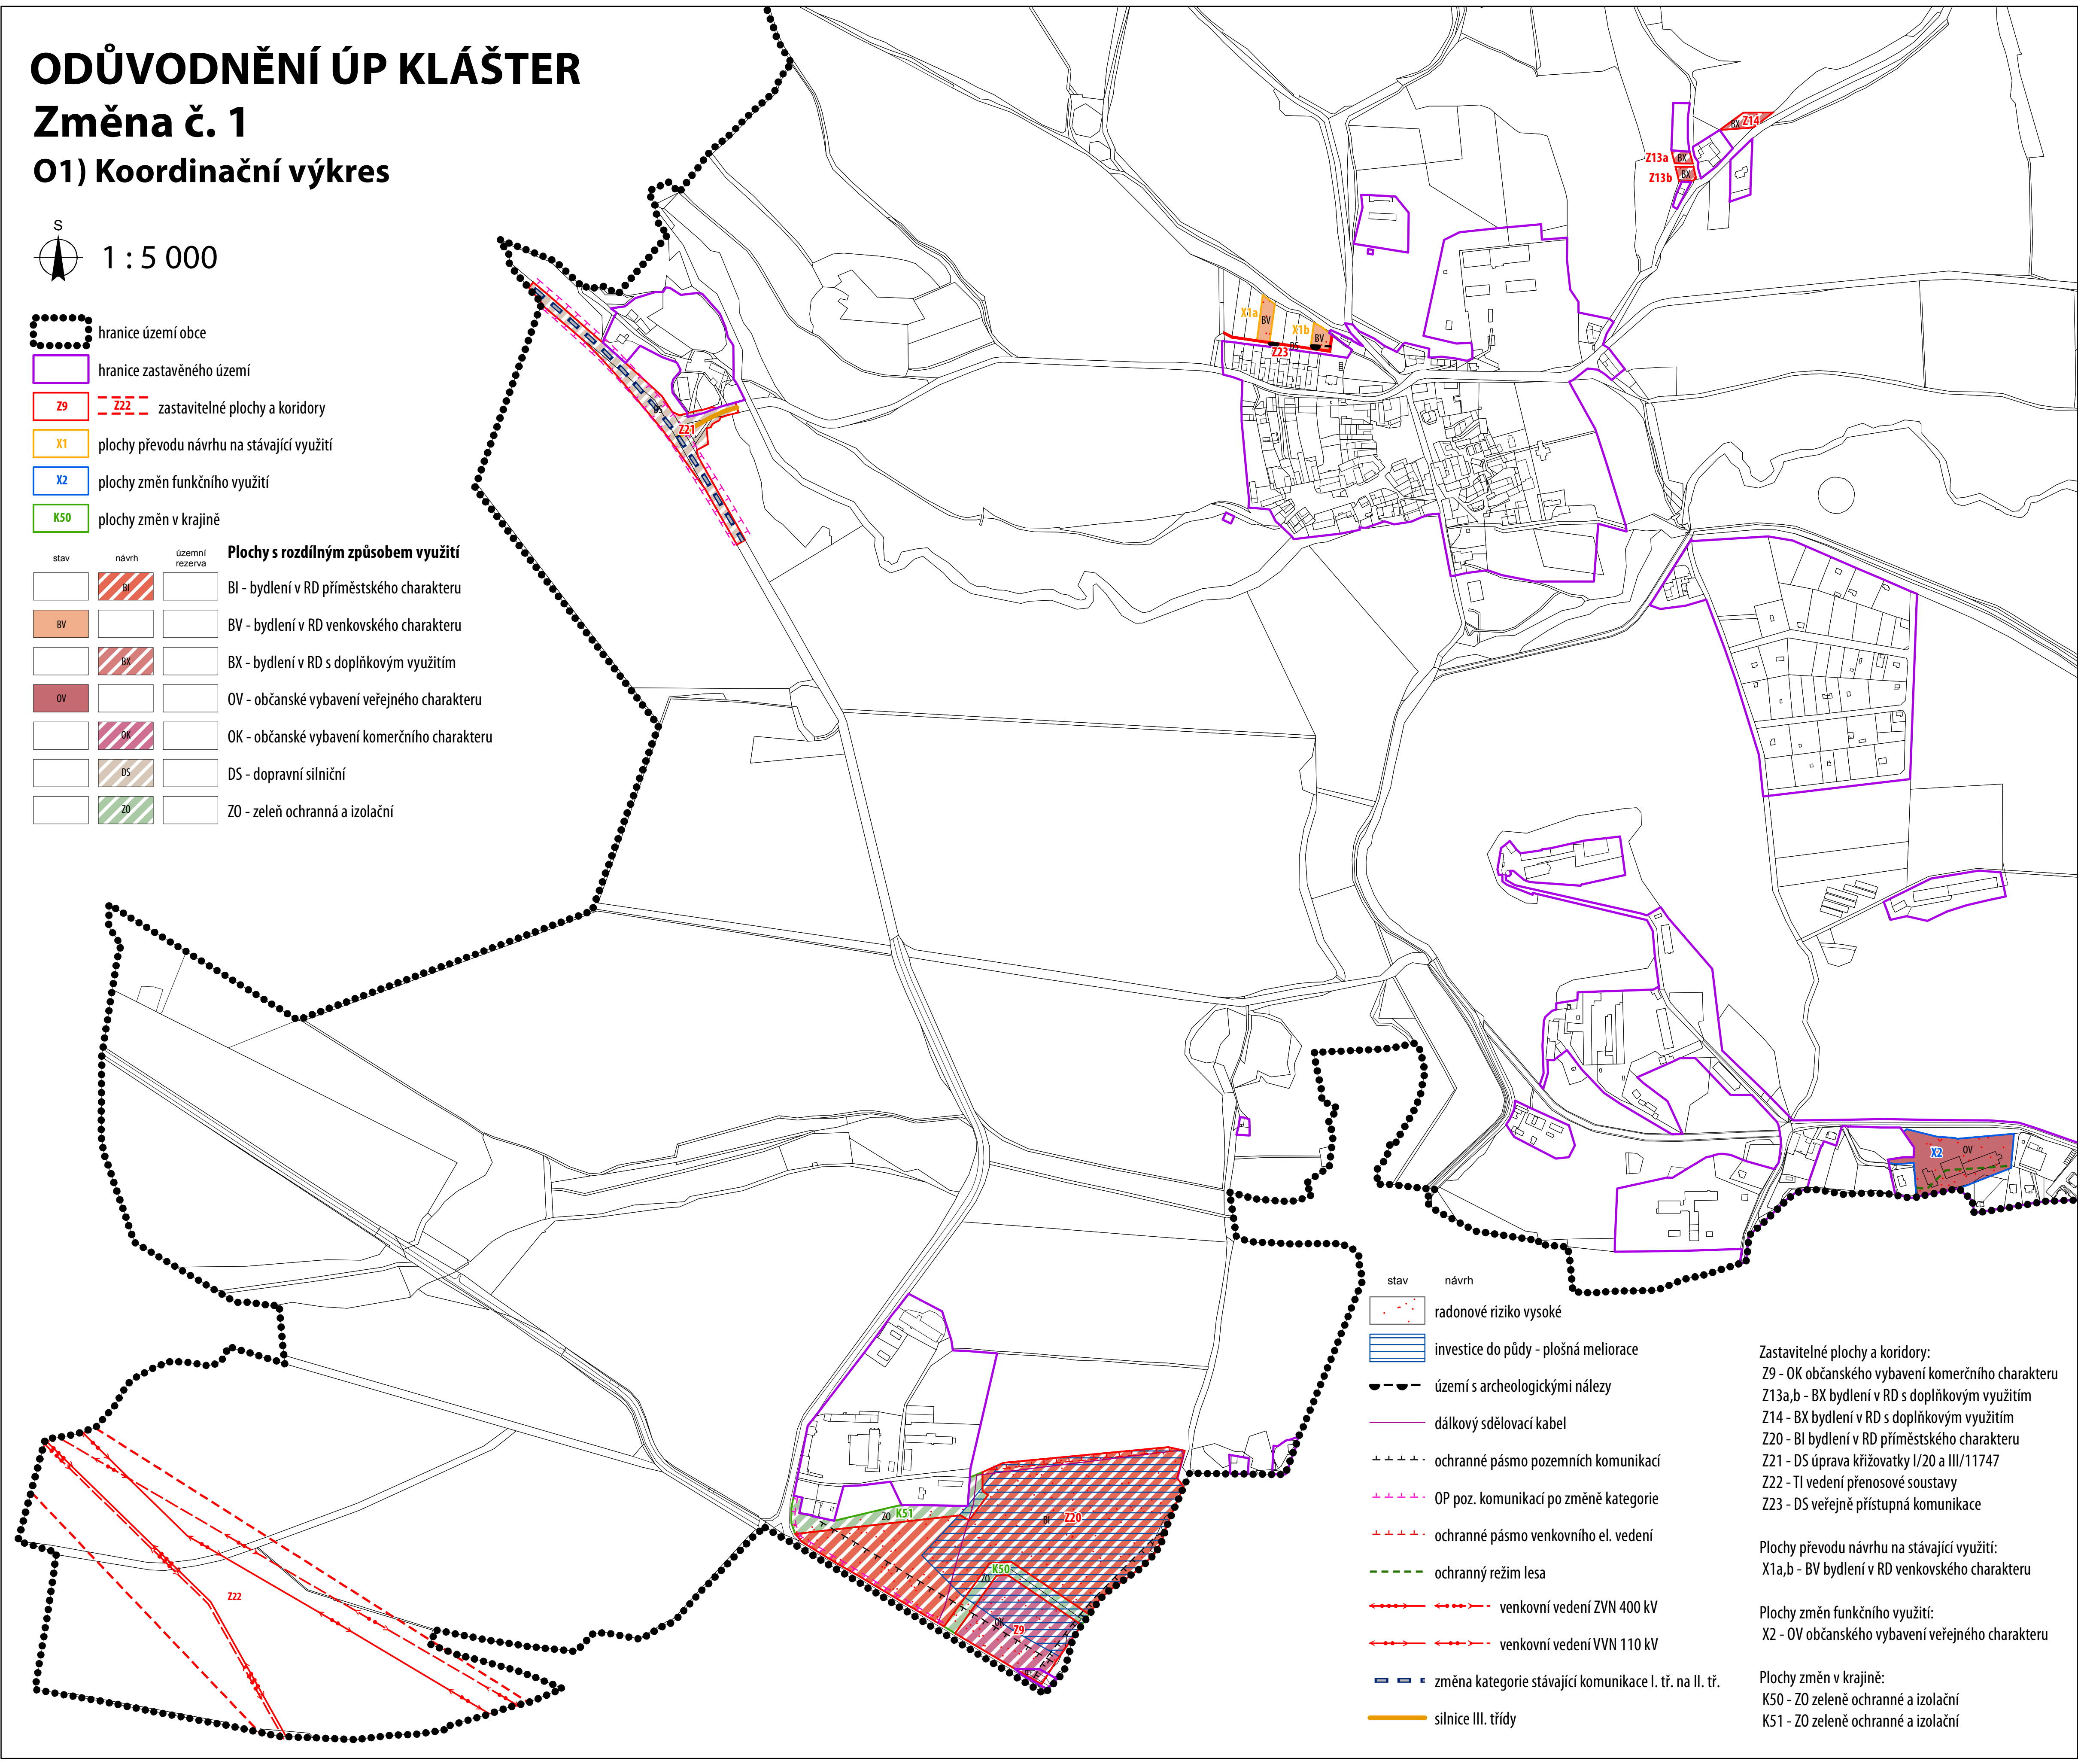 ODŮVODNĚNÍ ÚP KLÁŠTER
Změna č. 1
O1) Koordinační výkres
S
1 : 5 000
hranice území obce
hranice zastavěného území
Z9 Z22 zastavitelné plochy a koridory
X1 plochy převodu návrhu na stávající využití
X2 plochy změn funkčního využití
K50 plochy změn v krajině
stav návrh územní rezerva Plochy s rozdílným způsobem využití
BI BI - bydlení v RD příměstského charakteru
BV BV - bydlení v RD venkovského charakteru
BX BX - bydlení v RD s doplňkovým využitím
OV OV - občanské vybavení veřejného charakteru
OK OK - občanské vybavení komerčního charakteru
DS DS - dopravní silniční
ZO ZO - zeleň ochranná a izolační
BX Z14
Z13a BX
Z13b BX
X1a BV
X1b BV
DS
Z23
Z21
X2 OV
ZO K51
BI Z20
K50
ZO
OK Z9
Z22
stav návrh
radonové riziko vysoké
investice do půdy - plošná meliorace
území s archeologickými nálezy
dálkový sdělovací kabel
ochranné pásmo pozemních komunikací
OP poz. komunikací po změně kategorie
ochranné pásmo venkovního el. vedení
ochranný režim lesa
venkovní vedení ZVN 400 kV
venkovní vedení VVN 110 kV
změna kategorie stávající komunikace I. tř. na II. tř.
silnice III. třídy
Zastavitelné plochy a koridory:
Z9 - OK občanského vybavení komerčního charakteru
Z13a,b - BX bydlení v RD s doplňkovým využitím
Z14 - BX bydlení v RD s doplňkovým využitím
Z20 - BI bydlení v RD příměstského charakteru
Z21 - DS úprava křižovatky I/20 a III/11747
Z22 - TI vedení přenosové soustavy
Z23 - DS veřejně přístupná komunikace
Plochy převodu návrhu na stávající využití:
X1a,b - BV bydlení v RD venkovského charakteru
Plochy změn funkčního využití:
X2 - OV občanského vybavení veřejného charakteru
Plochy změn v krajině:
K50 - ZO zeleně ochranné a izolační
K51 - ZO zeleně ochranné a izolační